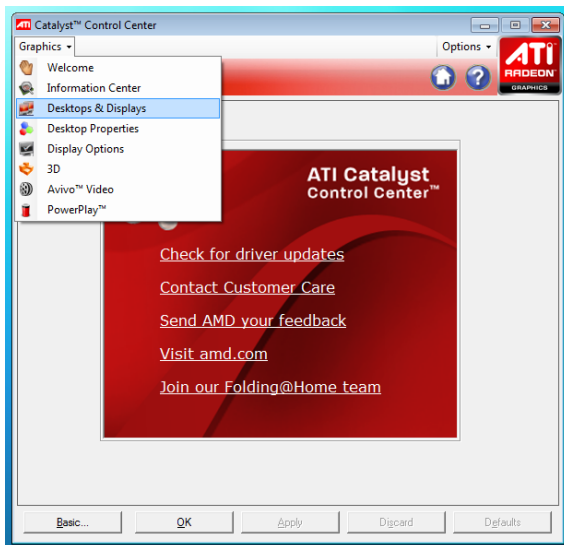 Catalyst™ Control Center
Graphics
Options
ATI
RADEON
GRAPHICS
Welcome
Information Center
Desktops & Displays
Desktop Properties
Display Options
3D
Avivo™ Video
PowerPlay™
ATI Catalyst
Control Center™
Check for driver updates
Contact Customer Care
Send AMD your feedback
Visit amd.com
Join our Folding@Home team
Basic... OK Apply Discard Defaults